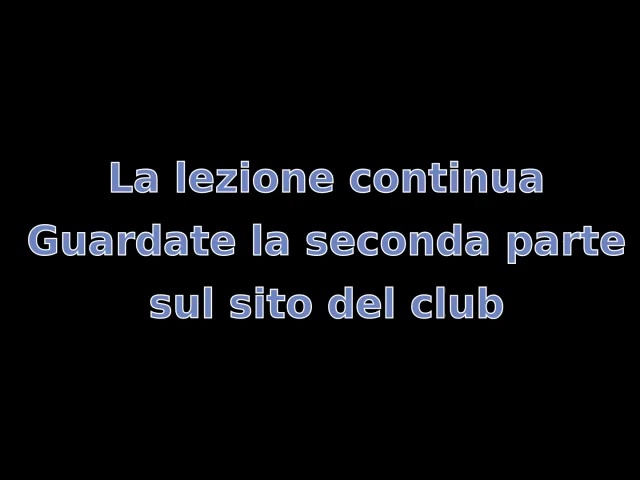 La lezione continua
Guardate la seconda parte
sul sito del club